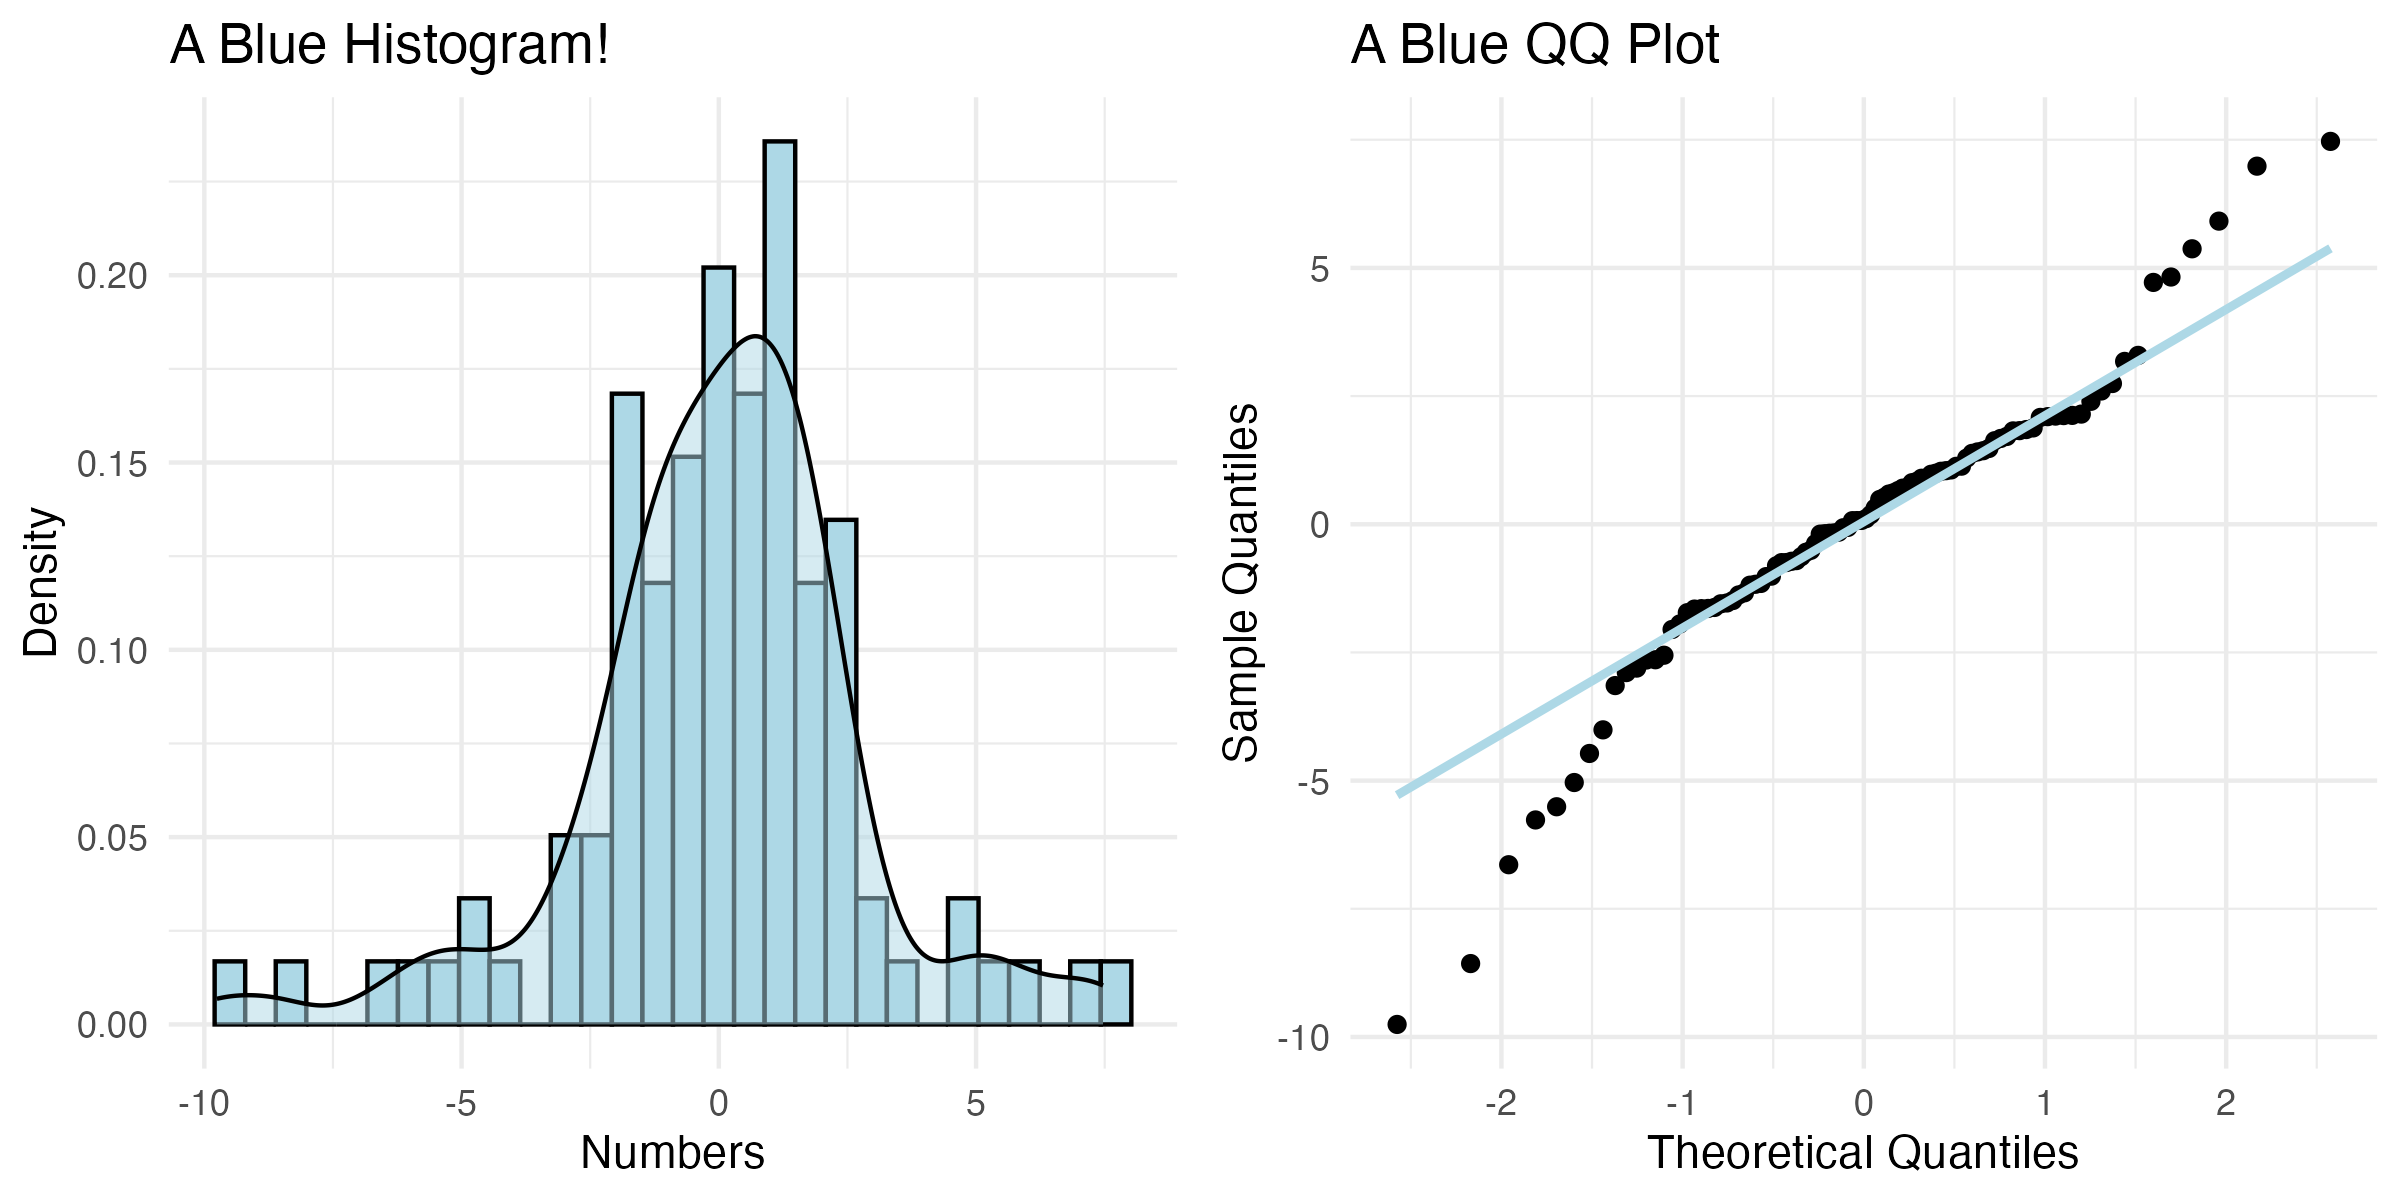 A Blue Histogram!
Density
0.20
0.15
0.10
0.05
0.00
-10 -5 0 5
Numbers
A Blue QQ Plot
Sample Quantiles
5
0
-5
-10
-2 -1 0 1 2
Theoretical Quantiles